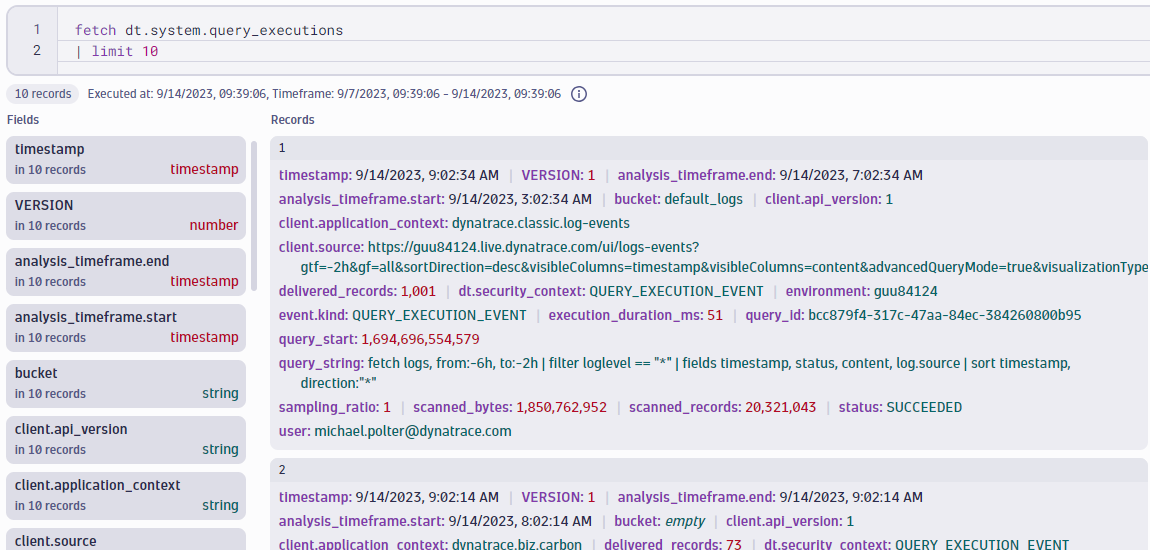 1 fetch dt.system.query_executions
2 | limit 10
10 records Executed at: 9/14/2023, 09:39:06, Timeframe: 9/7/2023, 09:39:06 - 9/14/2023, 09:39:06
Fields
timestamp
in 10 records timestamp
VERSION
in 10 records number
analysis_timeframe.end
in 10 records timestamp
analysis_timeframe.start
in 10 records timestamp
bucket
in 10 records string
client.api_version
in 10 records string
client.application_context
in 10 records string
client.source
Records
1
timestamp: 9/14/2023, 9:02:34 AM | VERSION: 1 | analysis_timeframe.end: 9/14/2023, 7:02:34 AM
analysis_timeframe.start: 9/14/2023, 3:02:34 AM | bucket: default_logs | client.api_version: 1
client.application_context: dynatrace.classic.log-events
client.source: https://guu84124.live.dynatrace.com/ui/logs-events?
gtf=-2h&gf=all&sortDirection=desc&visibleColumns=timestamp&visibleColumns=content&advancedQueryMode=true&visualizationType
delivered_records: 1,001 | dt.security_context: QUERY_EXECUTION_EVENT | environment: guu84124
event.kind: QUERY_EXECUTION_EVENT | execution_duration_ms: 51 | query_id: bcc879f4-317c-47aa-84ec-384260800b95
query_start: 1,694,696,554,579
query_string: fetch logs, from:-6h, to:-2h | filter loglevel == "*" | fields timestamp, status, content, log.source | sort timestamp,
direction:"*"
sampling_ratio: 1 | scanned_bytes: 1,850,762,952 | scanned_records: 20,321,043 | status: SUCCEEDED
user: michael.polter@dynatrace.com
2
timestamp: 9/14/2023, 9:02:14 AM | VERSION: 1 | analysis_timeframe.end: 9/14/2023, 9:02:14 AM
analysis_timeframe.start: 9/14/2023, 8:02:14 AM | bucket: empty | client.api_version: 1
client.application_context: dynatrace.biz.carbon | delivered_records: 73 | dt.security_context: QUERY_EXECUTION_EVENT